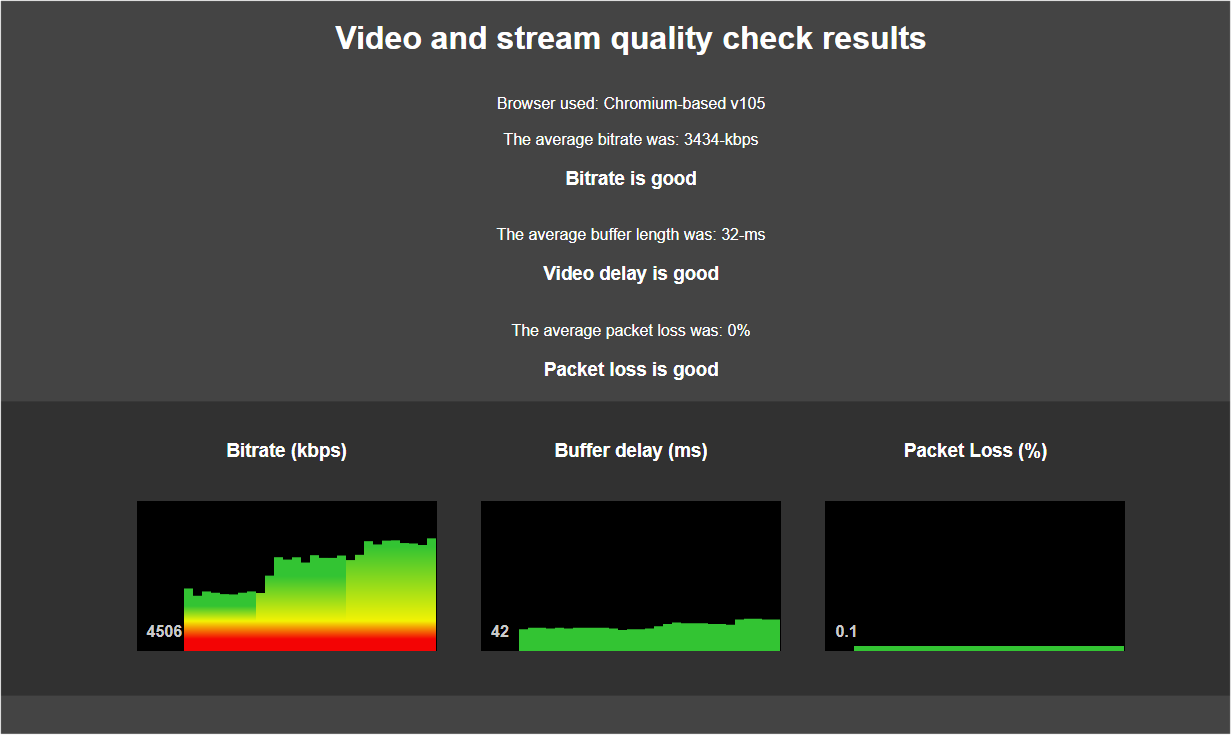 Video and stream quality check results
Browser used: Chromium-based v105
The average bitrate was: 3434-kbps
Bitrate is good
The average buffer length was: 32-ms
Video delay is good
The average packet loss was: 0%
Packet loss is good
Bitrate (kbps)
Buffer delay (ms)
Packet Loss (%)
4506
42
0.1